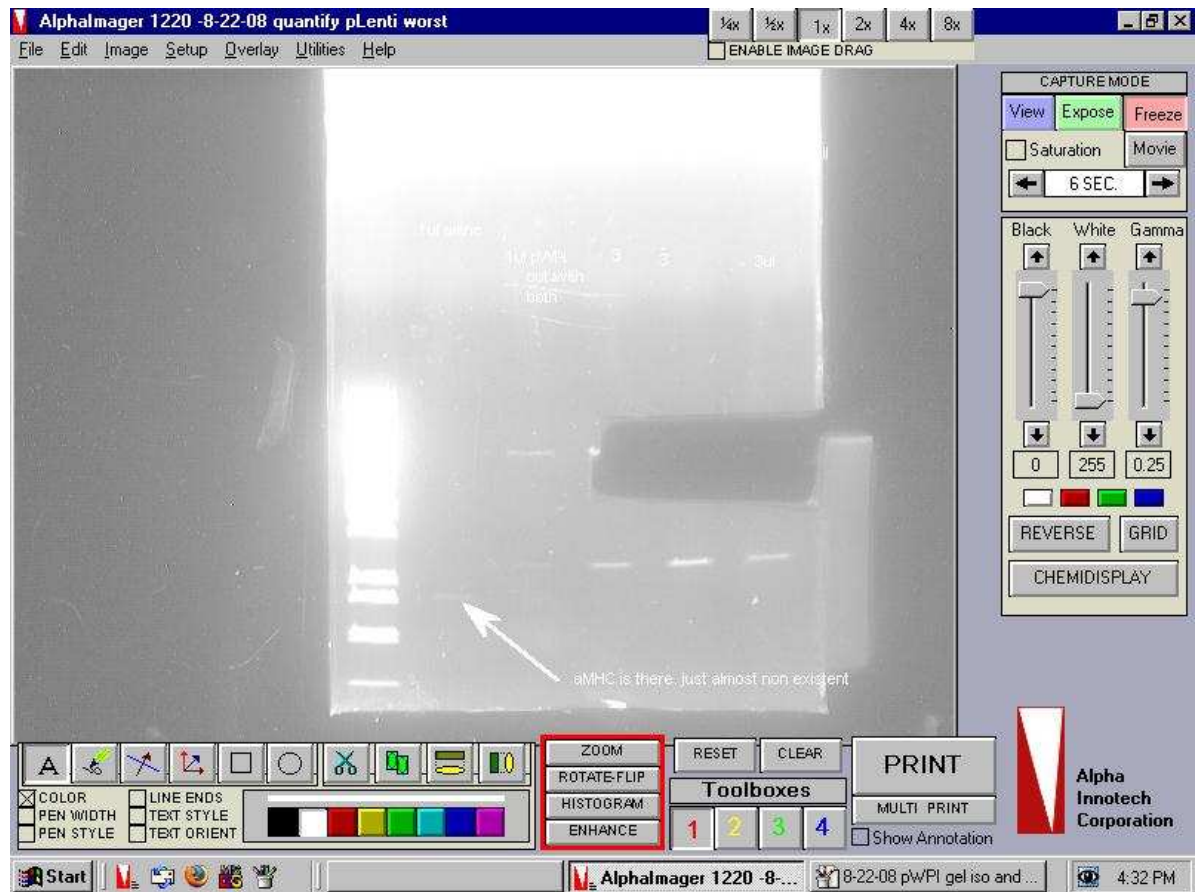 AlphaImager 1220 -8-22-08 quantify pLenti worst
¼x ½x 1x 2x 4x 8x
File Edit Image Setup Overlay Utilities Help
ENABLE IMAGE DRAG
CAPTURE MODE
View Expose Freeze
Saturation Movie
6 SEC.
Black White Gamma
0 255 0.25
REVERSE GRID
CHEMIDISPLAY
3 3 3ul
both
aMHC is there, just almost non existent
A
COLOR LINE ENDS
PEN WIDTH TEXT STYLE
PEN STYLE TEXT ORIENT
ZOOM
ROTATE-FLIP
HISTOGRAM
ENHANCE
RESET CLEAR
Toolboxes
1 2 3 4
PRINT
MULTI PRINT
Show Annotation
Alpha
Innotech
Corporation
Start
AlphaImager 1220 -8-...
8-22-08 pWPI gel iso and ...
4:32 PM